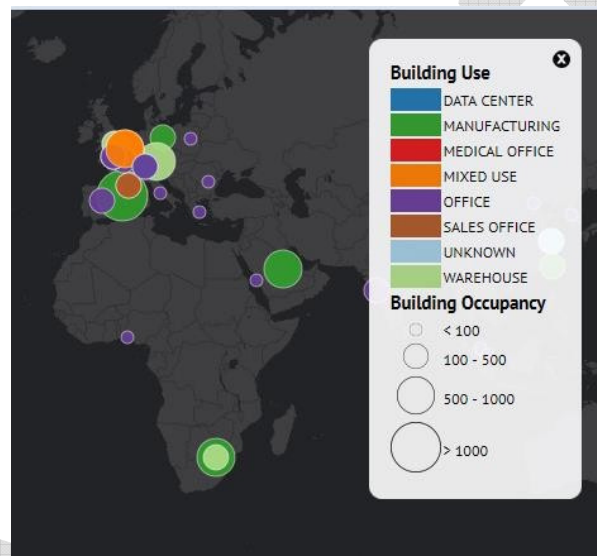 Building Use
DATA CENTER
MANUFACTURING
MEDICAL OFFICE
MIXED USE
OFFICE
SALES OFFICE
UNKNOWN
WAREHOUSE
Building Occupancy
< 100
100 - 500
500 - 1000
> 1000